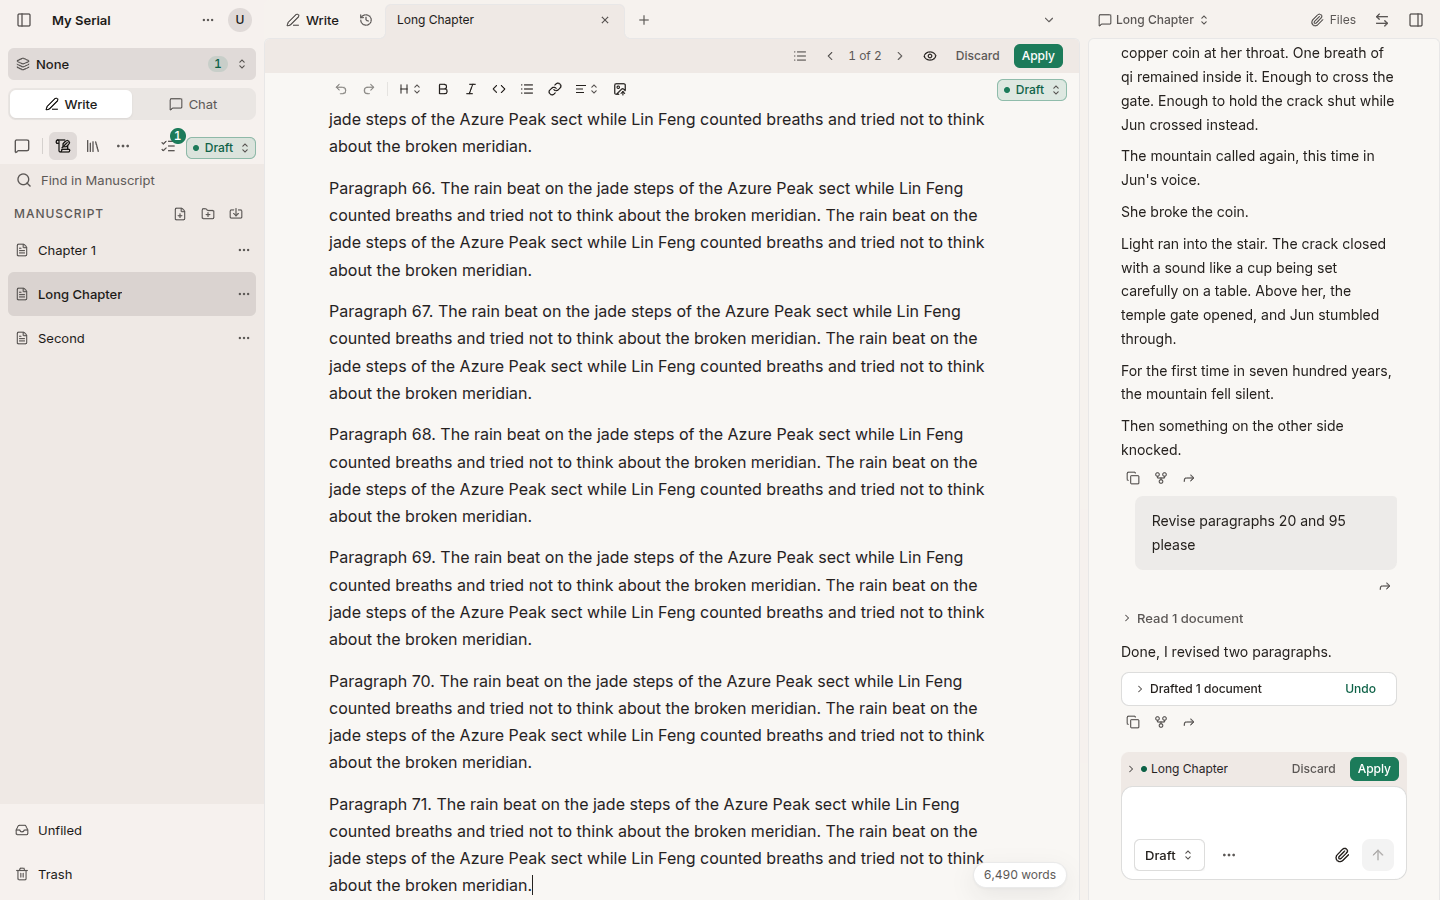 My Serial
U
None
1
Write
Chat
1
Draft
Find in Manuscript
MANUSCRIPT
Chapter 1
Long Chapter
Second
Unfiled
Trash
Write
Long Chapter
1 of 2
Discard
Apply
H
B
I
Draft
jade steps of the Azure Peak sect while Lin Feng counted breaths and tried not to think
about the broken meridian.
Paragraph 66. The rain beat on the jade steps of the Azure Peak sect while Lin Feng
counted breaths and tried not to think about the broken meridian. The rain beat on the
jade steps of the Azure Peak sect while Lin Feng counted breaths and tried not to think
about the broken meridian.
Paragraph 67. The rain beat on the jade steps of the Azure Peak sect while Lin Feng
counted breaths and tried not to think about the broken meridian. The rain beat on the
jade steps of the Azure Peak sect while Lin Feng counted breaths and tried not to think
about the broken meridian.
Paragraph 68. The rain beat on the jade steps of the Azure Peak sect while Lin Feng
counted breaths and tried not to think about the broken meridian. The rain beat on the
jade steps of the Azure Peak sect while Lin Feng counted breaths and tried not to think
about the broken meridian.
Paragraph 69. The rain beat on the jade steps of the Azure Peak sect while Lin Feng
counted breaths and tried not to think about the broken meridian. The rain beat on the
jade steps of the Azure Peak sect while Lin Feng counted breaths and tried not to think
about the broken meridian.
Paragraph 70. The rain beat on the jade steps of the Azure Peak sect while Lin Feng
counted breaths and tried not to think about the broken meridian. The rain beat on the
jade steps of the Azure Peak sect while Lin Feng counted breaths and tried not to think
about the broken meridian.
Paragraph 71. The rain beat on the jade steps of the Azure Peak sect while Lin Feng
counted breaths and tried not to think about the broken meridian. The rain beat on the
jade steps of the Azure Peak sect while Lin Feng counted breaths and tried not to think
about the broken meridian.
6,490 words
Long Chapter
Files
copper coin at her throat. One breath of
qi remained inside it. Enough to cross the
gate. Enough to hold the crack shut while
Jun crossed instead.
The mountain called again, this time in
Jun's voice.
She broke the coin.
Light ran into the stair. The crack closed
with a sound like a cup being set
carefully on a table. Above her, the
temple gate opened, and Jun stumbled
through.
For the first time in seven hundred years,
the mountain fell silent.
Then something on the other side
knocked.
Revise paragraphs 20 and 95
please
Read 1 document
Done, I revised two paragraphs.
Drafted 1 document
Undo
Long Chapter
Discard
Apply
Draft